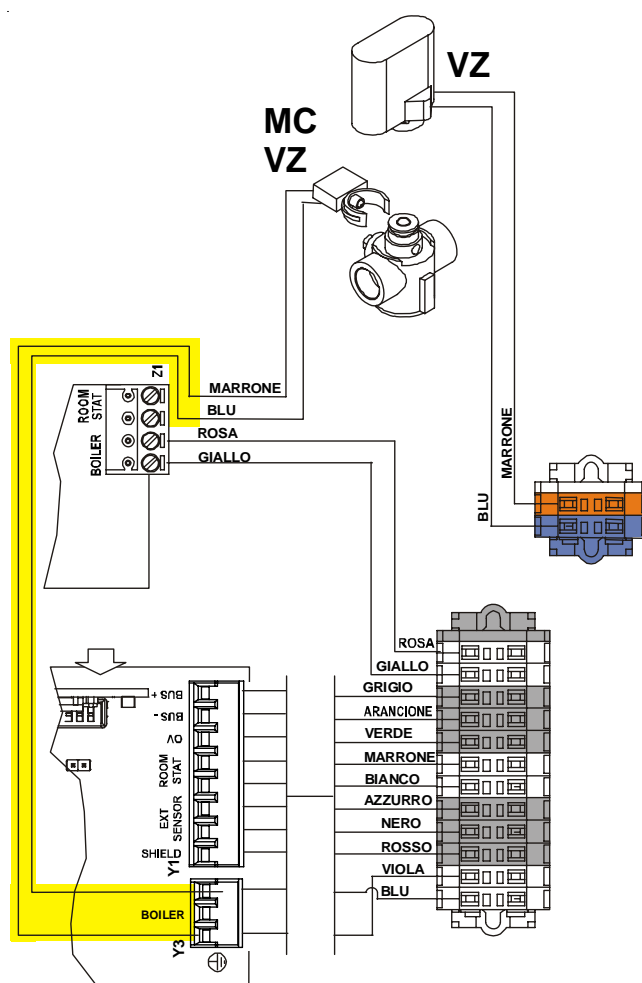 VZ
MC
VZ
Z1
ROOM
STAT
BOILER
MARRONE
BLU
ROSA
GIALLO
MARRONE
BLU
ROSA
GIALLO
GRIGIO
ARANCIONE
VERDE
MARRONE
BIANCO
AZZURRO
NERO
ROSSO
VIOLA
BLU
BUS +
BUS -
0V
ROOM
STAT
EXT
SENSOR
SHIELD
Y1
BOILER
Y3